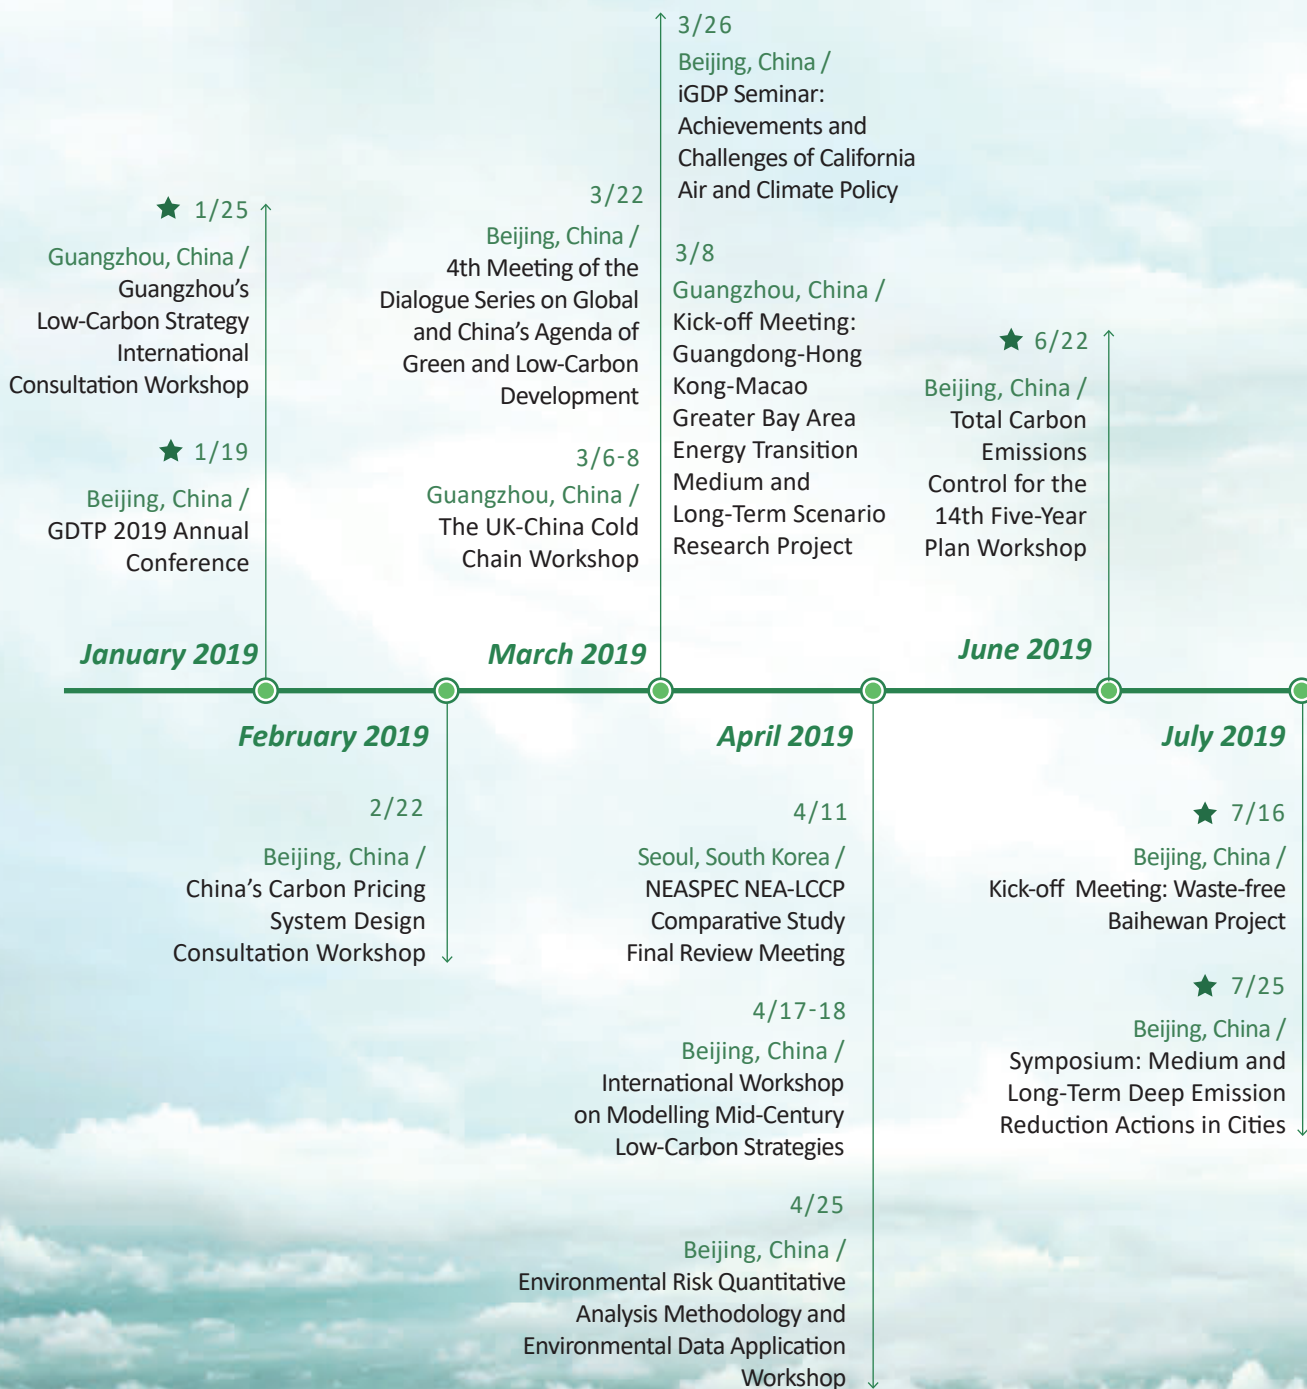 ★ 1/25
Guangzhou, China /
Guangzhou’s
Low-Carbon Strategy
International
Consultation Workshop
★ 1/19
Beijing, China /
GDTP 2019 Annual
Conference
January 2019
February 2019
2/22
Beijing, China /
China’s Carbon Pricing
System Design
Consultation Workshop
3/22
Beijing, China /
4th Meeting of the
Dialogue Series on Global
and China’s Agenda of
Green and Low-Carbon
Development
3/6-8
Guangzhou, China /
The UK-China Cold
Chain Workshop
3/26
Beijing, China /
iGDP Seminar:
Achievements and
Challenges of California
Air and Climate Policy
3/8
Guangzhou, China /
Kick-off Meeting:
Guangdong-Hong
Kong-Macao
Greater Bay Area
Energy Transition
Medium and
Long-Term Scenario
Research Project
March 2019
April 2019
4/11
Seoul, South Korea /
NEASPEC NEA-LCCP
Comparative Study
Final Review Meeting
4/17-18
Beijing, China /
International Workshop
on Modelling Mid-Century
Low-Carbon Strategies
4/25
Beijing, China /
Environmental Risk Quantitative
Analysis Methodology and
Environmental Data Application
Workshop
★ 6/22
Beijing, China /
Total Carbon
Emissions
Control for the
14th Five-Year
Plan Workshop
June 2019
July 2019
★ 7/16
Beijing, China /
Kick-off Meeting: Waste-free
Baihewan Project
★ 7/25
Beijing, China /
Symposium: Medium and
Long-Term Deep Emission
Reduction Actions in Cities